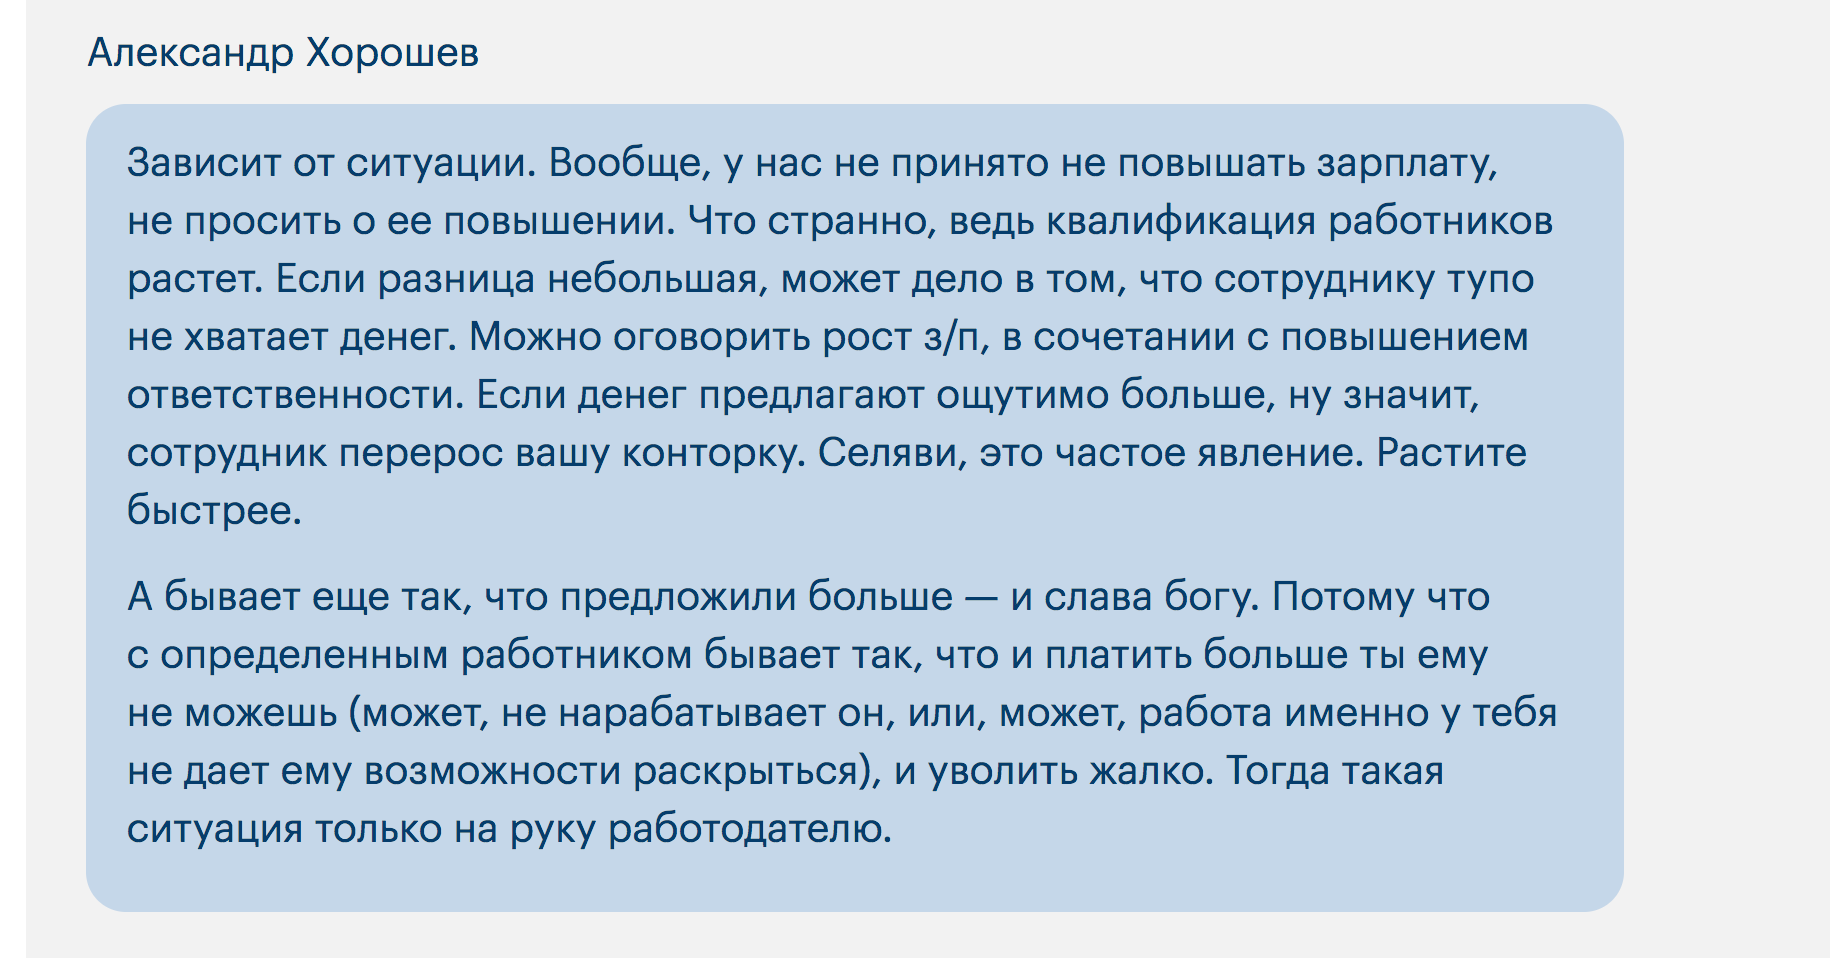 Александр Хорошев
Зависит от ситуации. Вообще, у нас не принято не повышать зарплату,
не просить о ее повышении. Что странно, ведь квалификация работников
растет. Если разница небольшая, может дело в том, что сотруднику тупо
не хватает денег. Можно оговорить рост з/п, в сочетании с повышением
ответственности. Если денег предлагают ощутимо больше, ну значит,
сотрудник перерос вашу конторку. Селяви, это частое явление. Растите
быстрее.
А бывает еще так, что предложили больше — и слава богу. Потому что
с определенным работником бывает так, что и платить больше ты ему
не можешь (может, не нарабатывает он, или, может, работа именно у тебя
не дает ему возможности раскрыться), и уволить жалко. Тогда такая
ситуация только на руку работодателю.